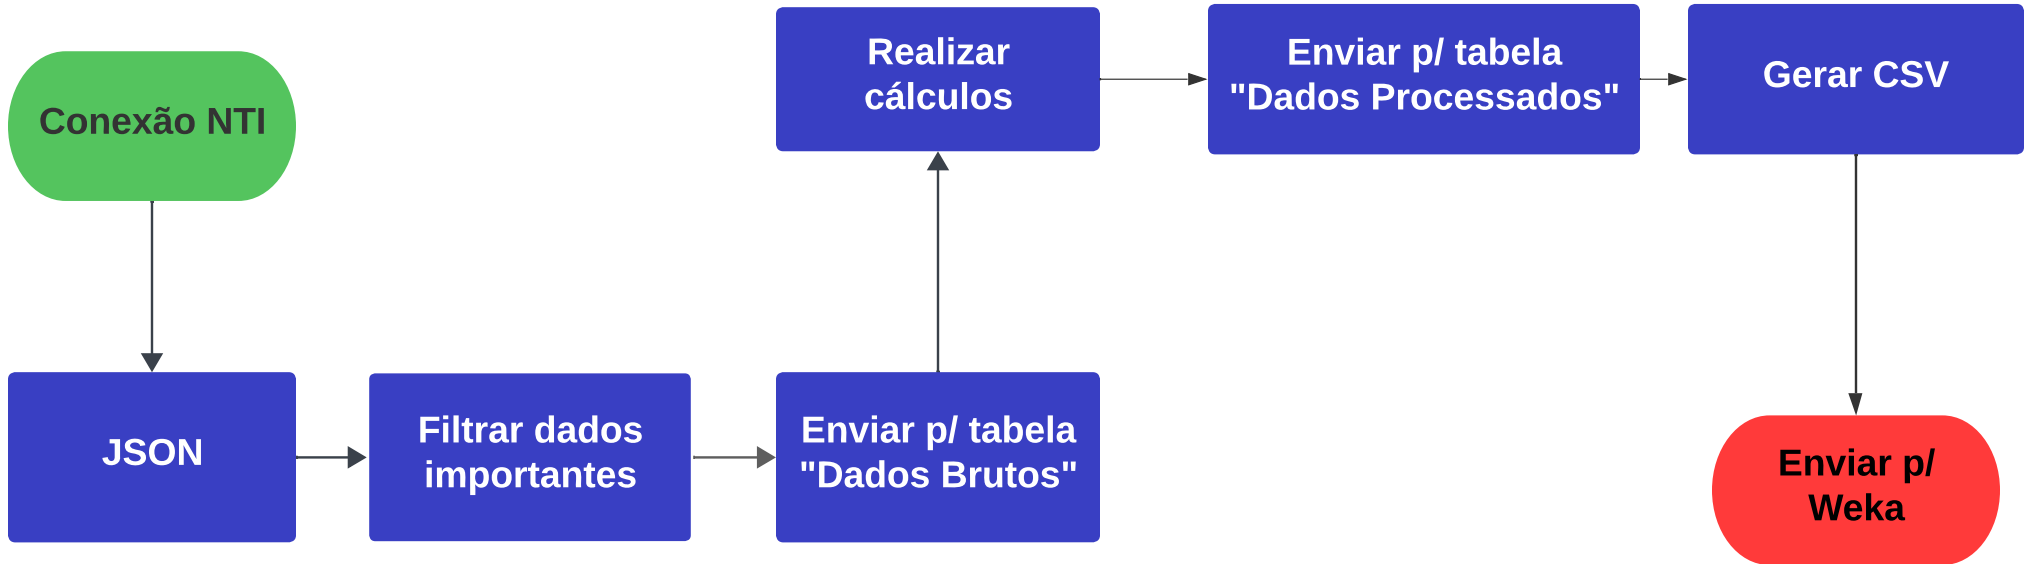 Conexão NTI
JSON
Filtrar dados
importantes
Enviar p/ tabela
"Dados Brutos"
Realizar
cálculos
Enviar p/ tabela
"Dados Processados"
Gerar CSV
Enviar p/
Weka